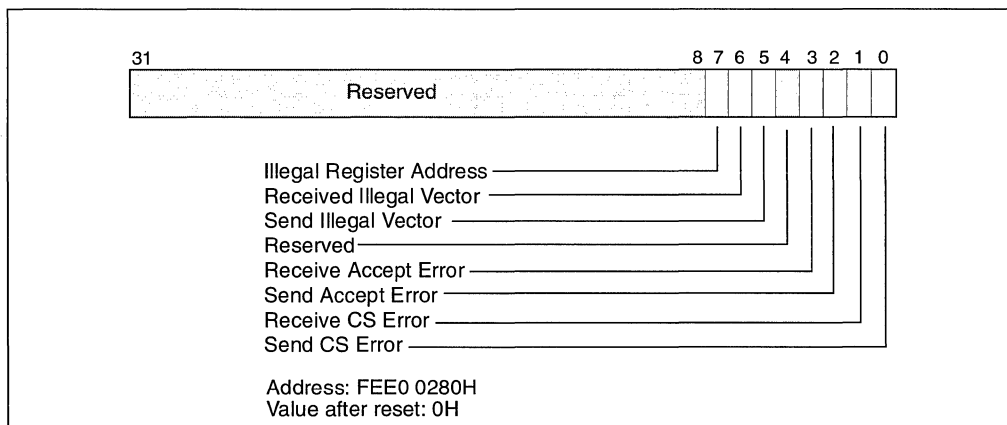 31 8 7 6 5 4 3 2 1 0
Reserved
Illegal Register Address
Received Illegal Vector
Send Illegal Vector
Reserved
Receive Accept Error
Send Accept Error
Receive CS Error
Send CS Error
Address: FEE0 0280H
Value after reset: 0H